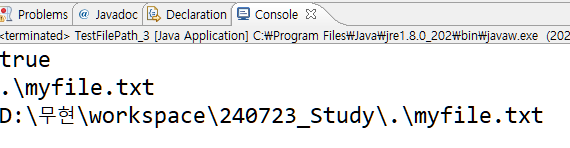 Problems @ Javadoc Declaration Console
<terminated> TestFilePath_3 [Java Application] C:₩Program Files₩Java₩jre1.8.0_202₩bin₩javaw.exe (202
true
.\myfile.txt
D:\무현\workspace\240723_Study\.\myfile.txt